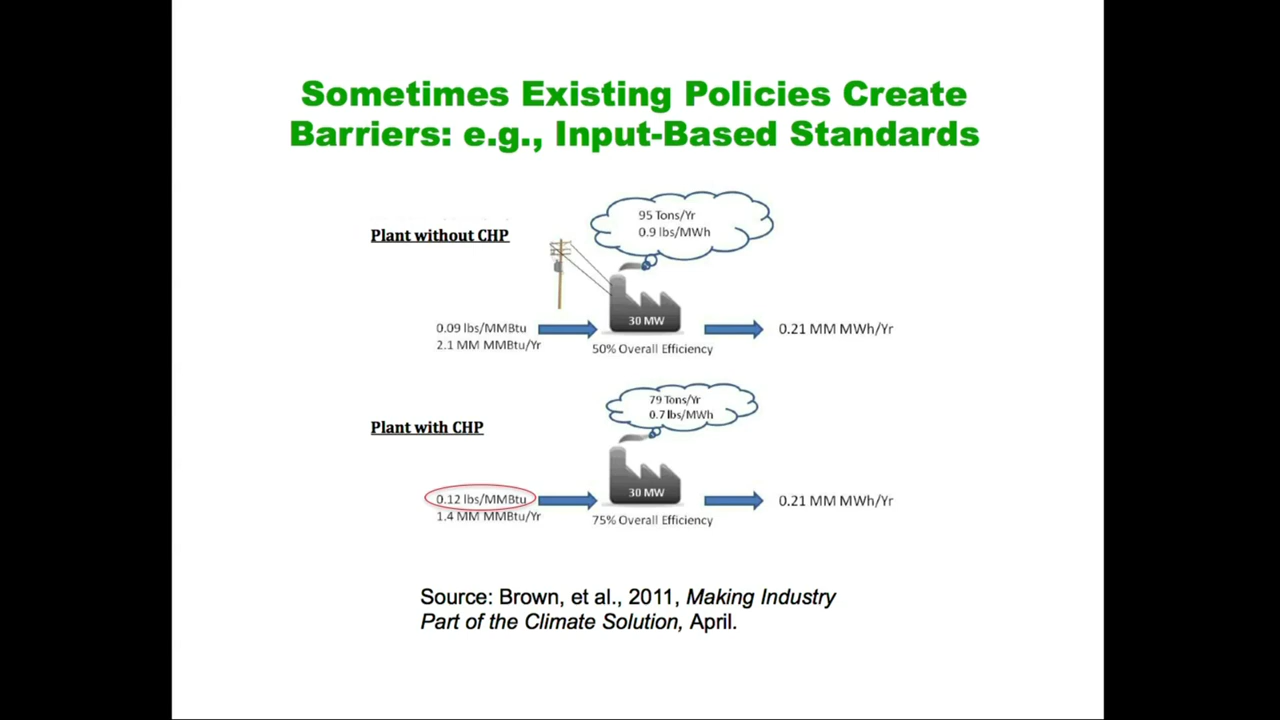 Sometimes Existing Policies Create
Barriers: e.g., Input-Based Standards
Plant without CHP
95 Tons/Yr
0.9 lbs/MWh
30 MW
0.09 lbs/MMBtu
2.1 MM MMBtu/Yr
50% Overall Efficiency
0.21 MM MWh/Yr
Plant with CHP
79 Tons/Yr
0.7 lbs/MWh
30 MW
0.12 lbs/MMBtu
1.4 MM MMBtu/Yr
75% Overall Efficiency
0.21 MM MWh/Yr
Source: Brown, et al., 2011, Making Industry
Part of the Climate Solution, April.